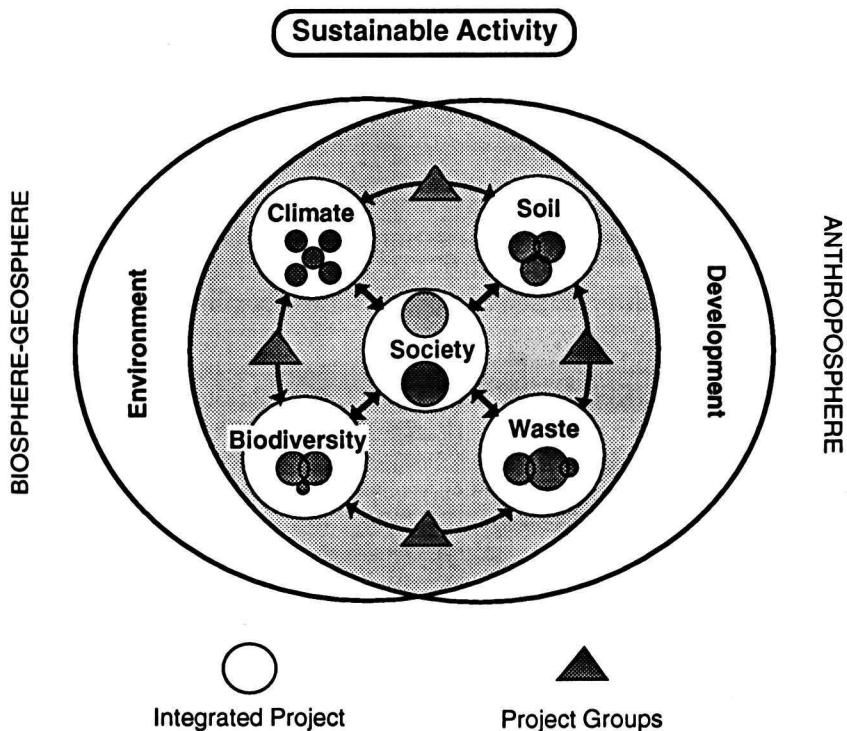 Sustainable Activity
BIOSPHERE-GEOSPHERE
Environment
Climate
Soil
Society
Biodiversity
Waste
Development
ANTHROPOSPHERE
Integrated Project
Project Groups